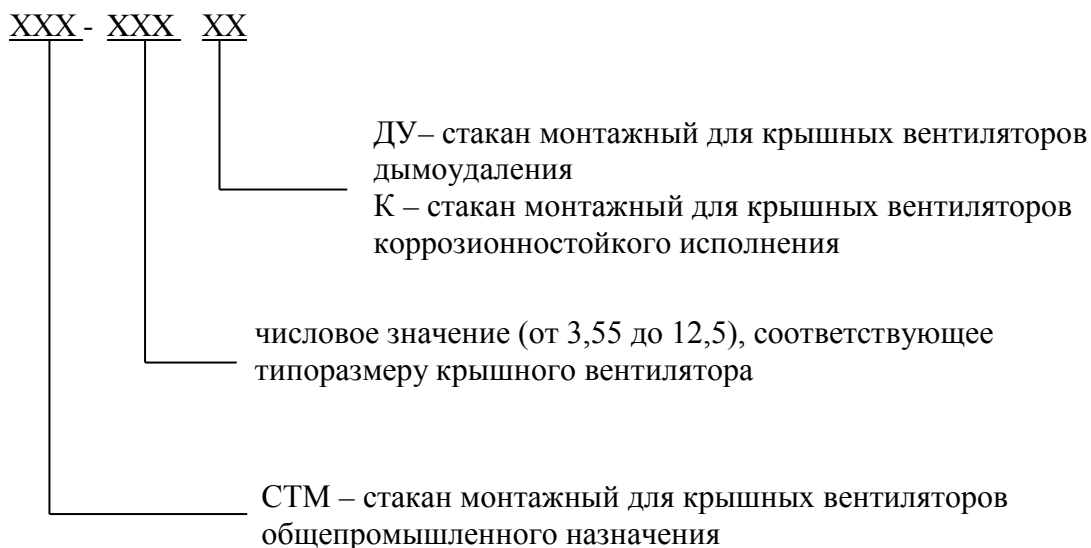 ХХХ - ХХХ ХХ
ДУ– стакан монтажный для крышных вентиляторов
дымоудаления
К – стакан монтажный для крышных вентиляторов
коррозионностойкого исполнения
числовое значение (от 3,55 до 12,5), соответствующее
типоразмеру крышного вентилятора
СТМ – стакан монтажный для крышных вентиляторов
общепромышленного назначения